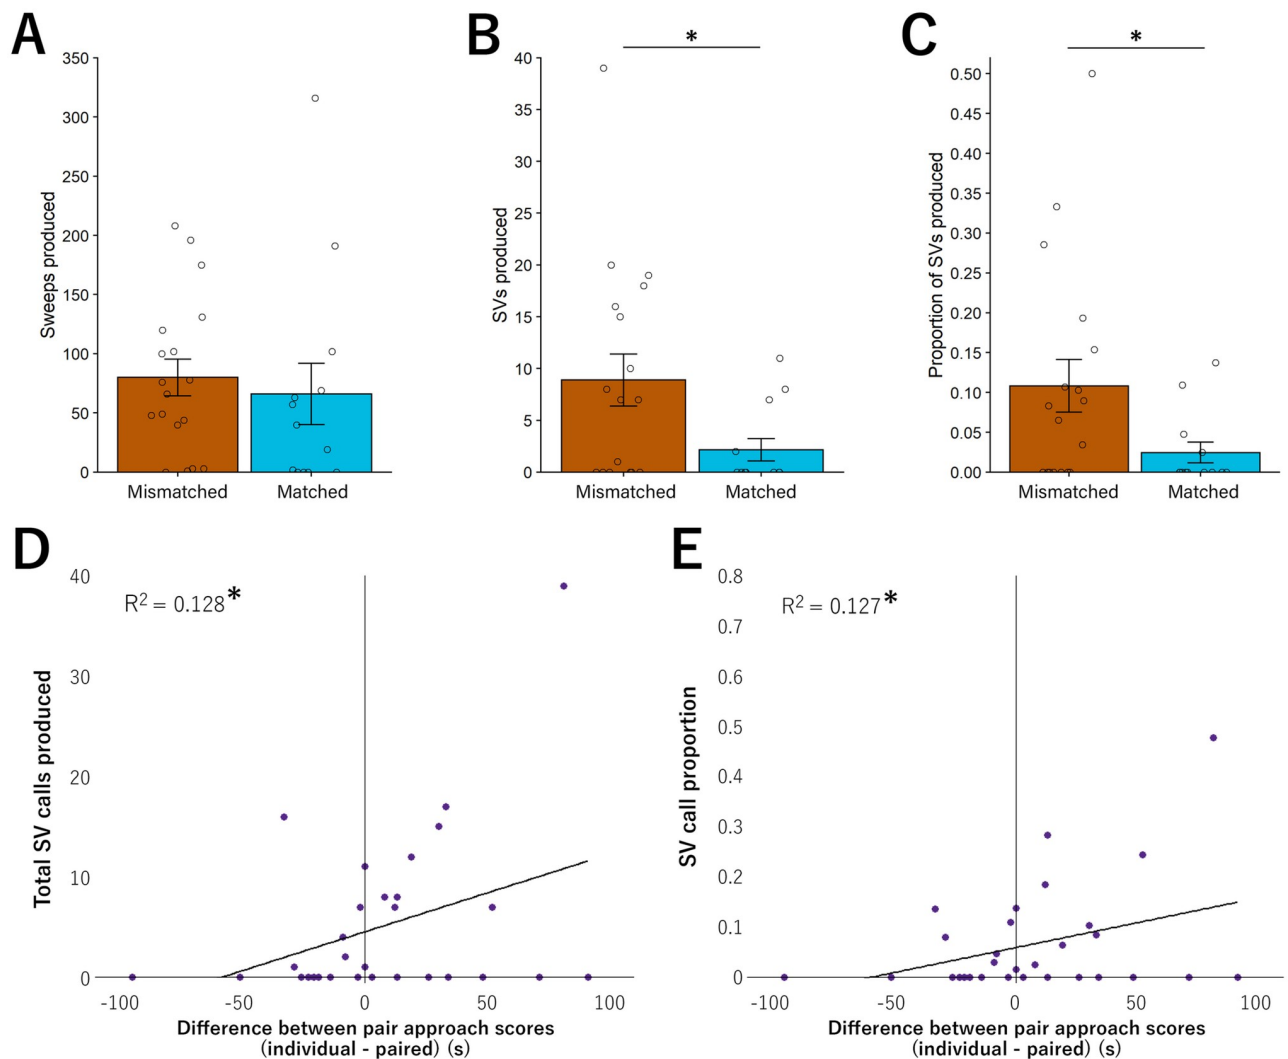 A
350
300
250
200
150
100
50
0
Sweeps produced
Mismatched
Matched
B
*
40
35
30
25
20
15
10
5
0
SVs produced
Mismatched
Matched
C
*
0.50
0.45
0.40
0.35
0.30
0.25
0.20
0.15
0.10
0.05
0.00
Proportion of SVs produced
Mismatched
Matched
D
R² = 0.128*
40
30
20
10
0
Total SV calls produced
-100
-50
0
50
100
Difference between pair approach scores
(individual - paired) (s)
E
R² = 0.127*
0.8
0.7
0.6
0.5
0.4
0.3
0.2
0.1
0
SV call proportion
-100
-50
0
50
100
Difference between pair approach scores
(individual - paired) (s)